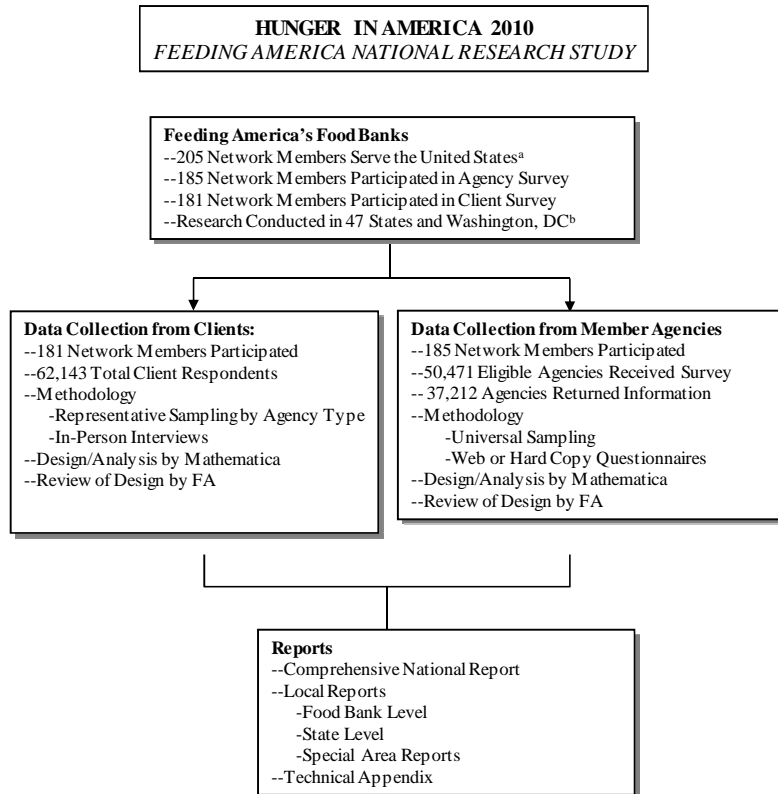 HUNGER IN AMERICA 2010
FEEDING AMERICA NATIONAL RESEARCH STUDY
Feeding America's Food Banks
--205 Network Members Serve the United Statesᵃ
--185 Network Members Participated in Agency Survey
--181 Network Members Participated in Client Survey
--Research Conducted in 47 States and Washington, DCᵇ
Data Collection from Clients:
--181 Network Members Participated
--62,143 Total Client Respondents
--Methodology
-Representative Sampling by Agency Type
-In-Person Interviews
--Design/Analysis by Mathematica
--Review of Design by FA
Data Collection from Member Agencies
--185 Network Members Participated
--50,471 Eligible Agencies Received Survey
-- 37,212 Agencies Returned Information
--Methodology
-Universal Sampling
-Web or Hard Copy Questionnaires
--Design/Analysis by Mathematica
--Review of Design by FA
Reports
--Comprehensive National Report
--Local Reports
-Food Bank Level
-State Level
-Special Area Reports
--Technical Appendix